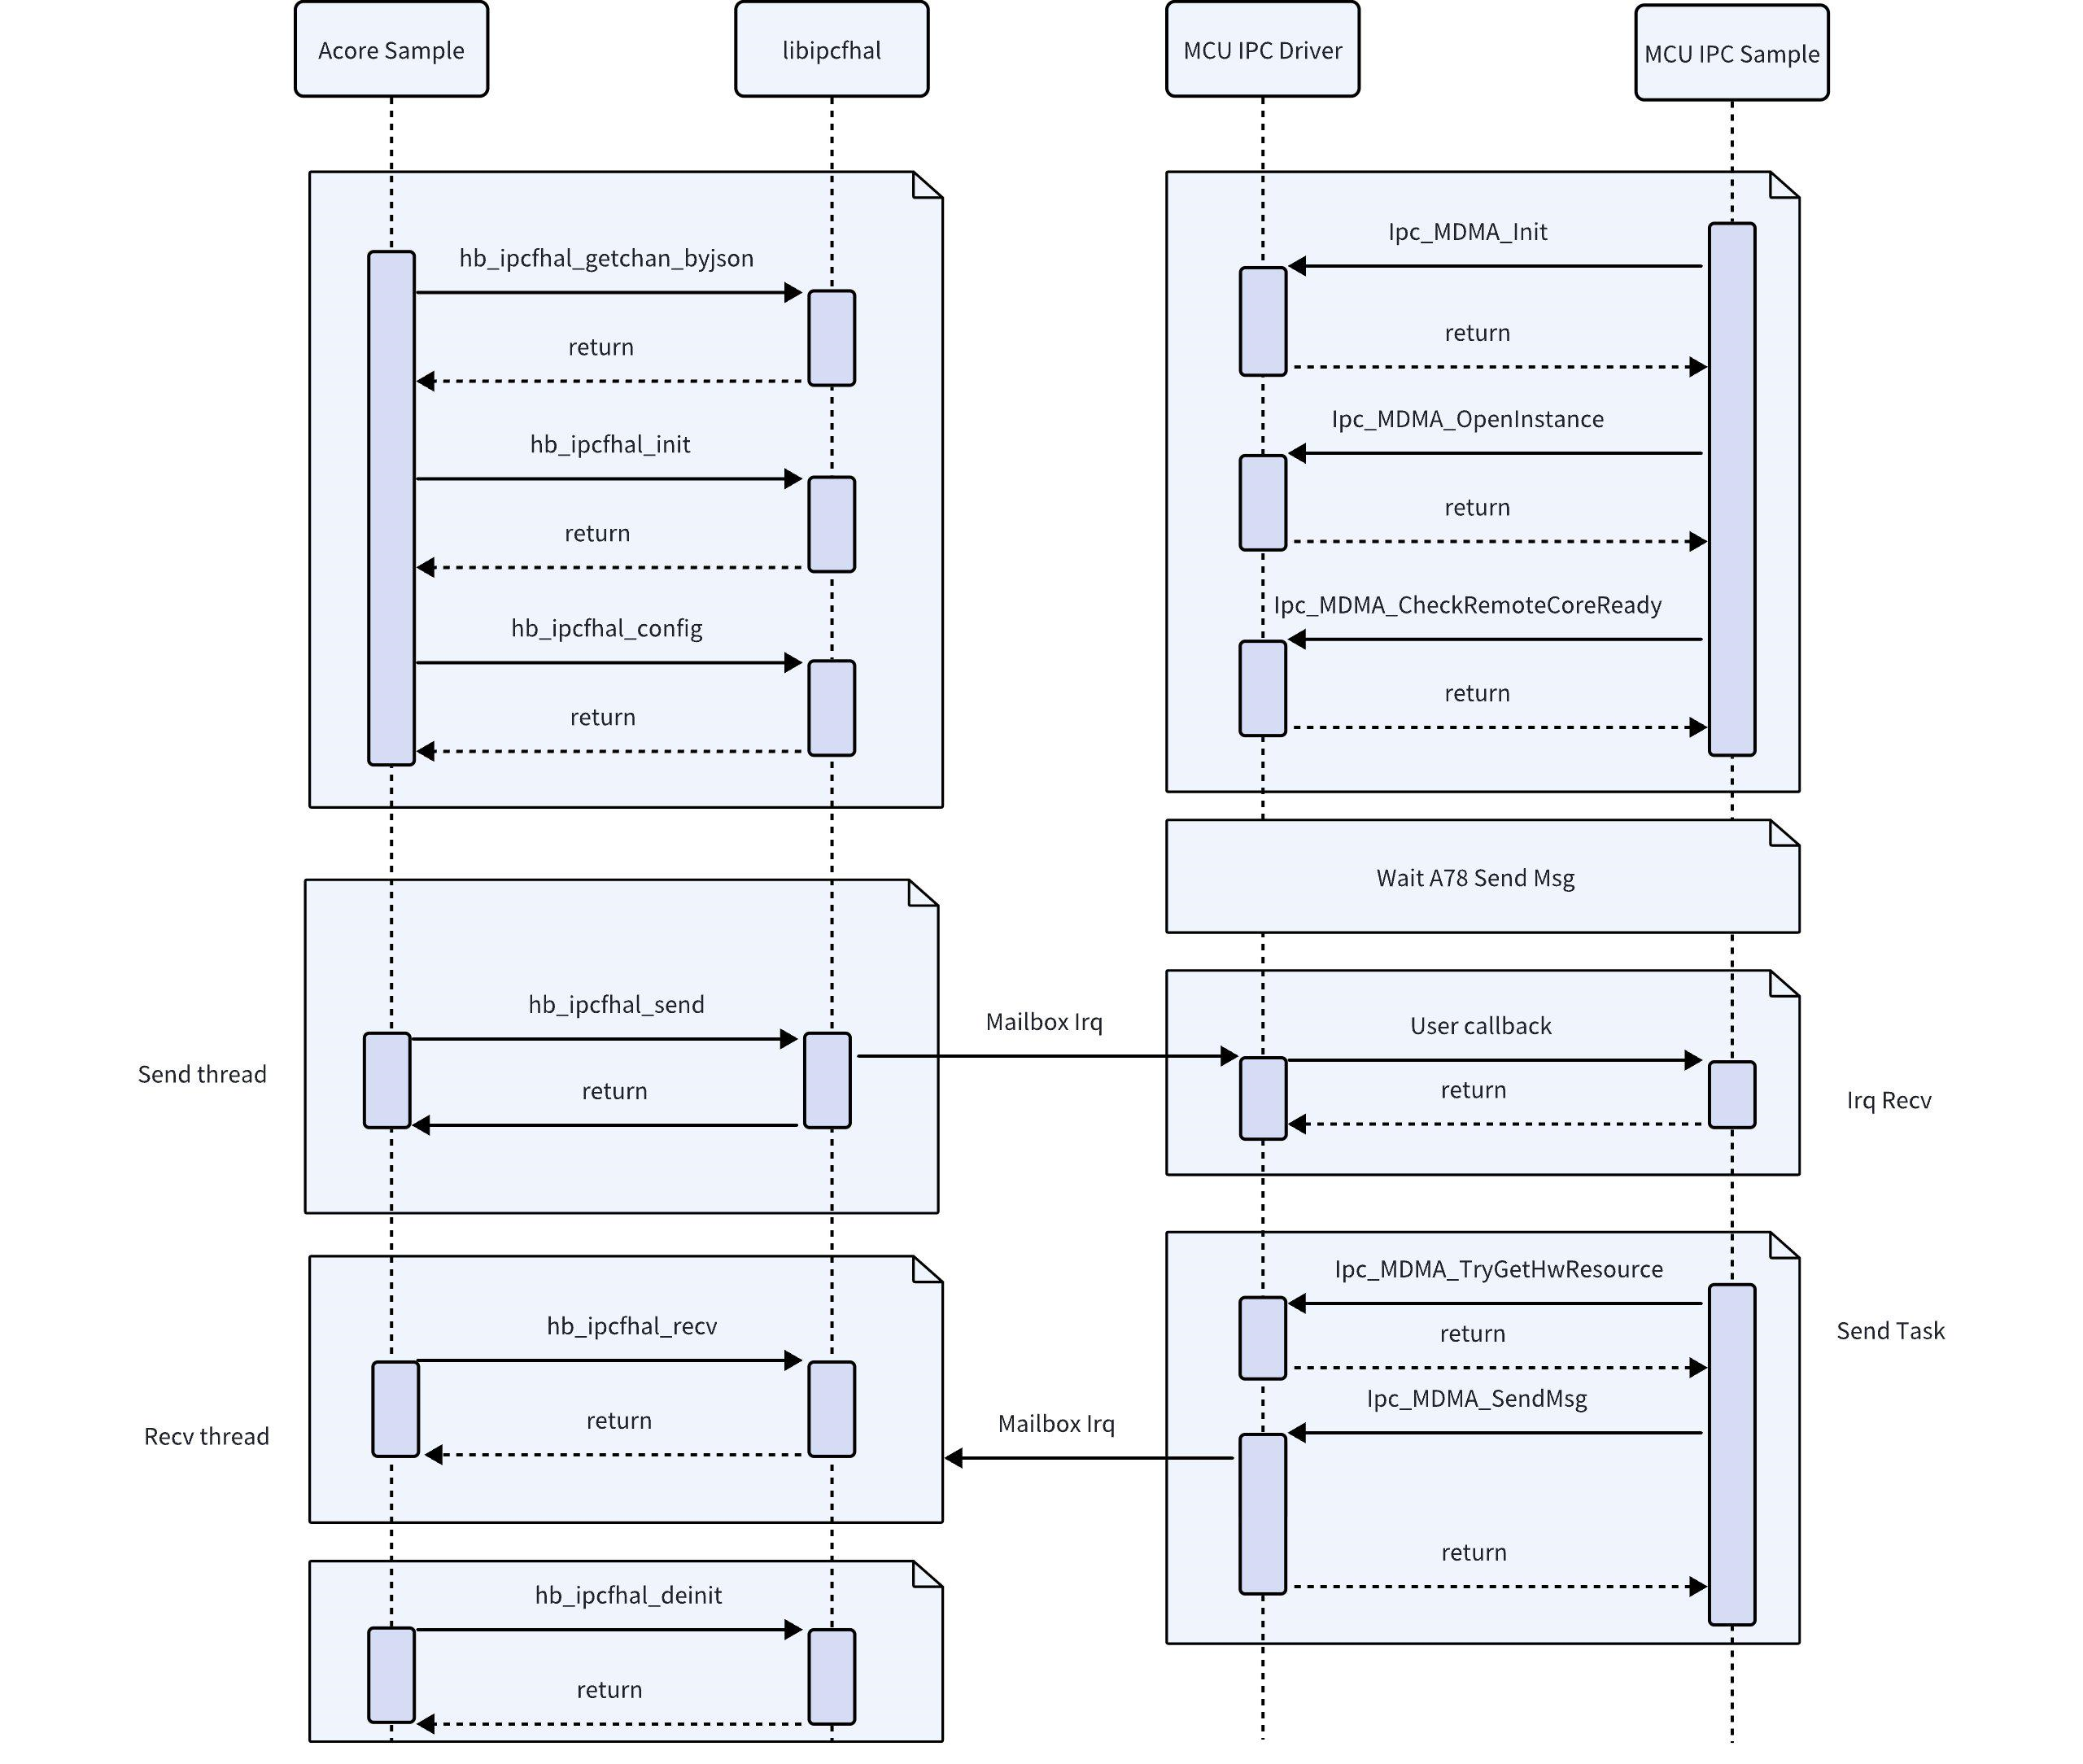 Acore Sample
libipcfhal
MCU IPC Driver
MCU IPC Sample
hb_ipcfhal_getchan_byjson
return
hb_ipcfhal_init
return
hb_ipcfhal_config
return
Ipc_MDMA_Init
return
Ipc_MDMA_OpenInstance
return
Ipc_MDMA_CheckRemoteCoreReady
return
Wait A78 Send Msg
Send thread
hb_ipcfhal_send
return
Mailbox Irq
User callback
return
Irq Recv
Recv thread
hb_ipcfhal_recv
return
Mailbox Irq
Ipc_MDMA_TryGetHwResource
return
Ipc_MDMA_SendMsg
return
Send Task
hb_ipcfhal_deinit
return